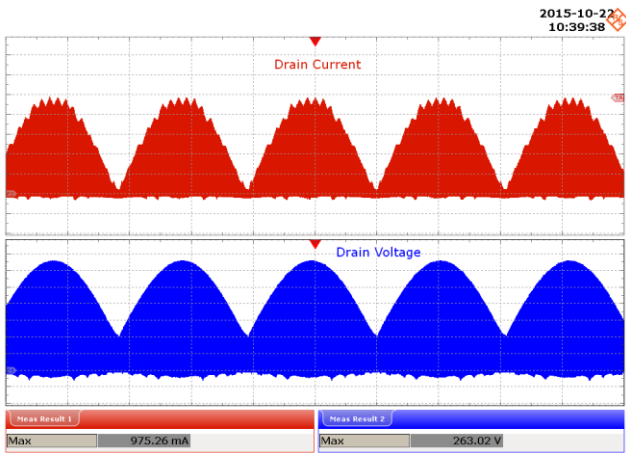 2015-10-22
10:39:38
Drain Current
Drain Voltage
Meas Result 1
Meas Result 2
Max 975.26 mA
Max 263.02 V